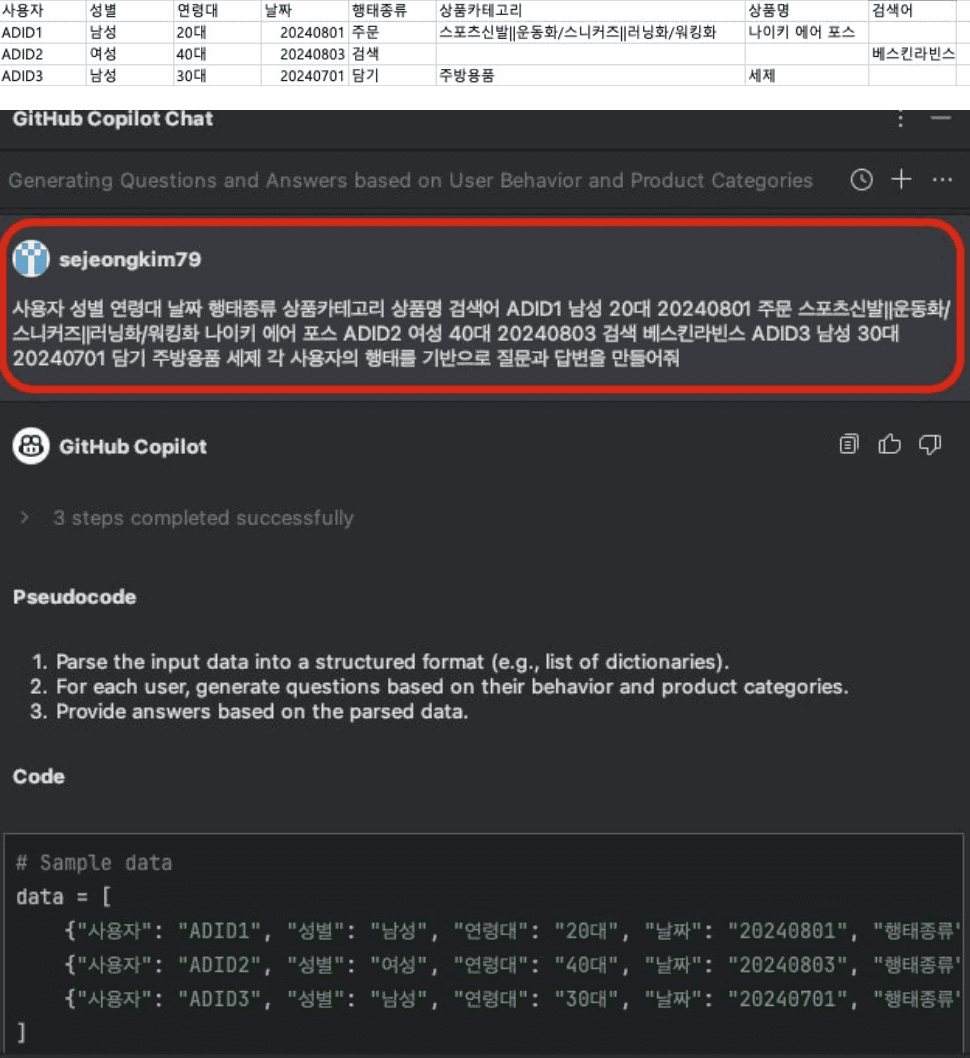 사용자 성별 연령대 날짜 행태종류 상품카테고리 상품명 검색어
ADID1 남성 20대 20240801 주문 스포츠신발||운동화/스니커즈||러닝화/워킹화 나이키 에어 포스
ADID2 여성 40대 20240803 검색 베스킨라빈스
ADID3 남성 30대 20240701 담기 주방용품 세제
GitHub Copilot Chat
Generating Questions and Answers based on User Behavior and Product Categories
sejeongkim79
사용자 성별 연령대 날짜 행태종류 상품카테고리 상품명 검색어 ADID1 남성 20대 20240801 주문 스포츠신발||운동화/
스니커즈||러닝화/워킹화 나이키 에어 포스 ADID2 여성 40대 20240803 검색 베스킨라빈스 ADID3 남성 30대
20240701 담기 주방용품 세제 각 사용자의 행태를 기반으로 질문과 답변을 만들어줘
GitHub Copilot
3 steps completed successfully
Pseudocode
1. Parse the input data into a structured format (e.g., list of dictionaries).
2. For each user, generate questions based on their behavior and product categories.
3. Provide answers based on the parsed data.
Code
# Sample data
data = [
{"사용자": "ADID1", "성별": "남성", "연령대": "20대", "날짜": "20240801", "행태종류"
{"사용자": "ADID2", "성별": "여성", "연령대": "40대", "날짜": "20240803", "행태종류"
{"사용자": "ADID3", "성별": "남성", "연령대": "30대", "날짜": "20240701", "행태종류"
]